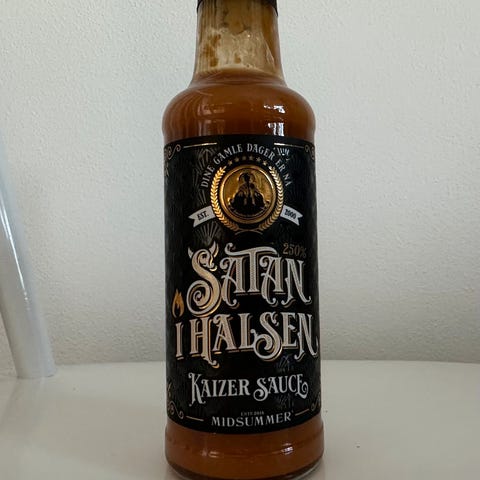 DINE GAMLE DAGER ER NÅ
EST. 2000
250%
SATAN
I HALSEN
KAIZER SAUCE
MIDSUMMER